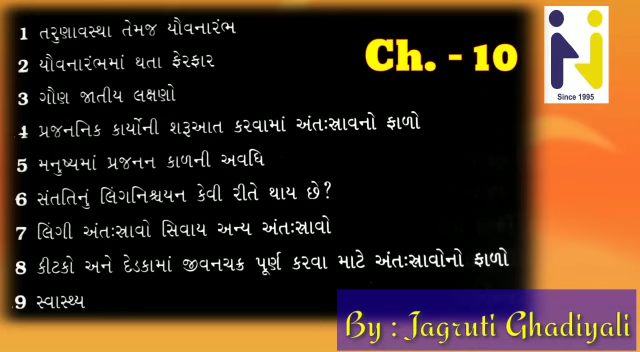 1 તરુણાવસ્થા તેમજ યૌવનારંભ
2 યૌવનારંભમાં થતા ફેરફાર
3 ગૌણ જાતીય લક્ષણો
4 પ્રજનનિક કાર્યોની શરૂઆત કરવામાં અંતઃસ્રાવનો ફાળો
5 મનુષ્યમાં પ્રજનન કાળની અવધિ
6 સંતતિનું લિંગનિશ્ચયન કેવી રીતે થાય છે?
7 લિંગી અંતઃસ્રાવો સિવાય અન્ય અંતઃસ્રાવો
8 કીટકો અને દેડકામાં જીવનચક્ર પૂર્ણ કરવા માટે અંતઃસ્રાવોનો ફાળો
.9 સ્વાસ્થ્ય
Ch. - 10
Since 1995
By : Jagruti Ghadiyali